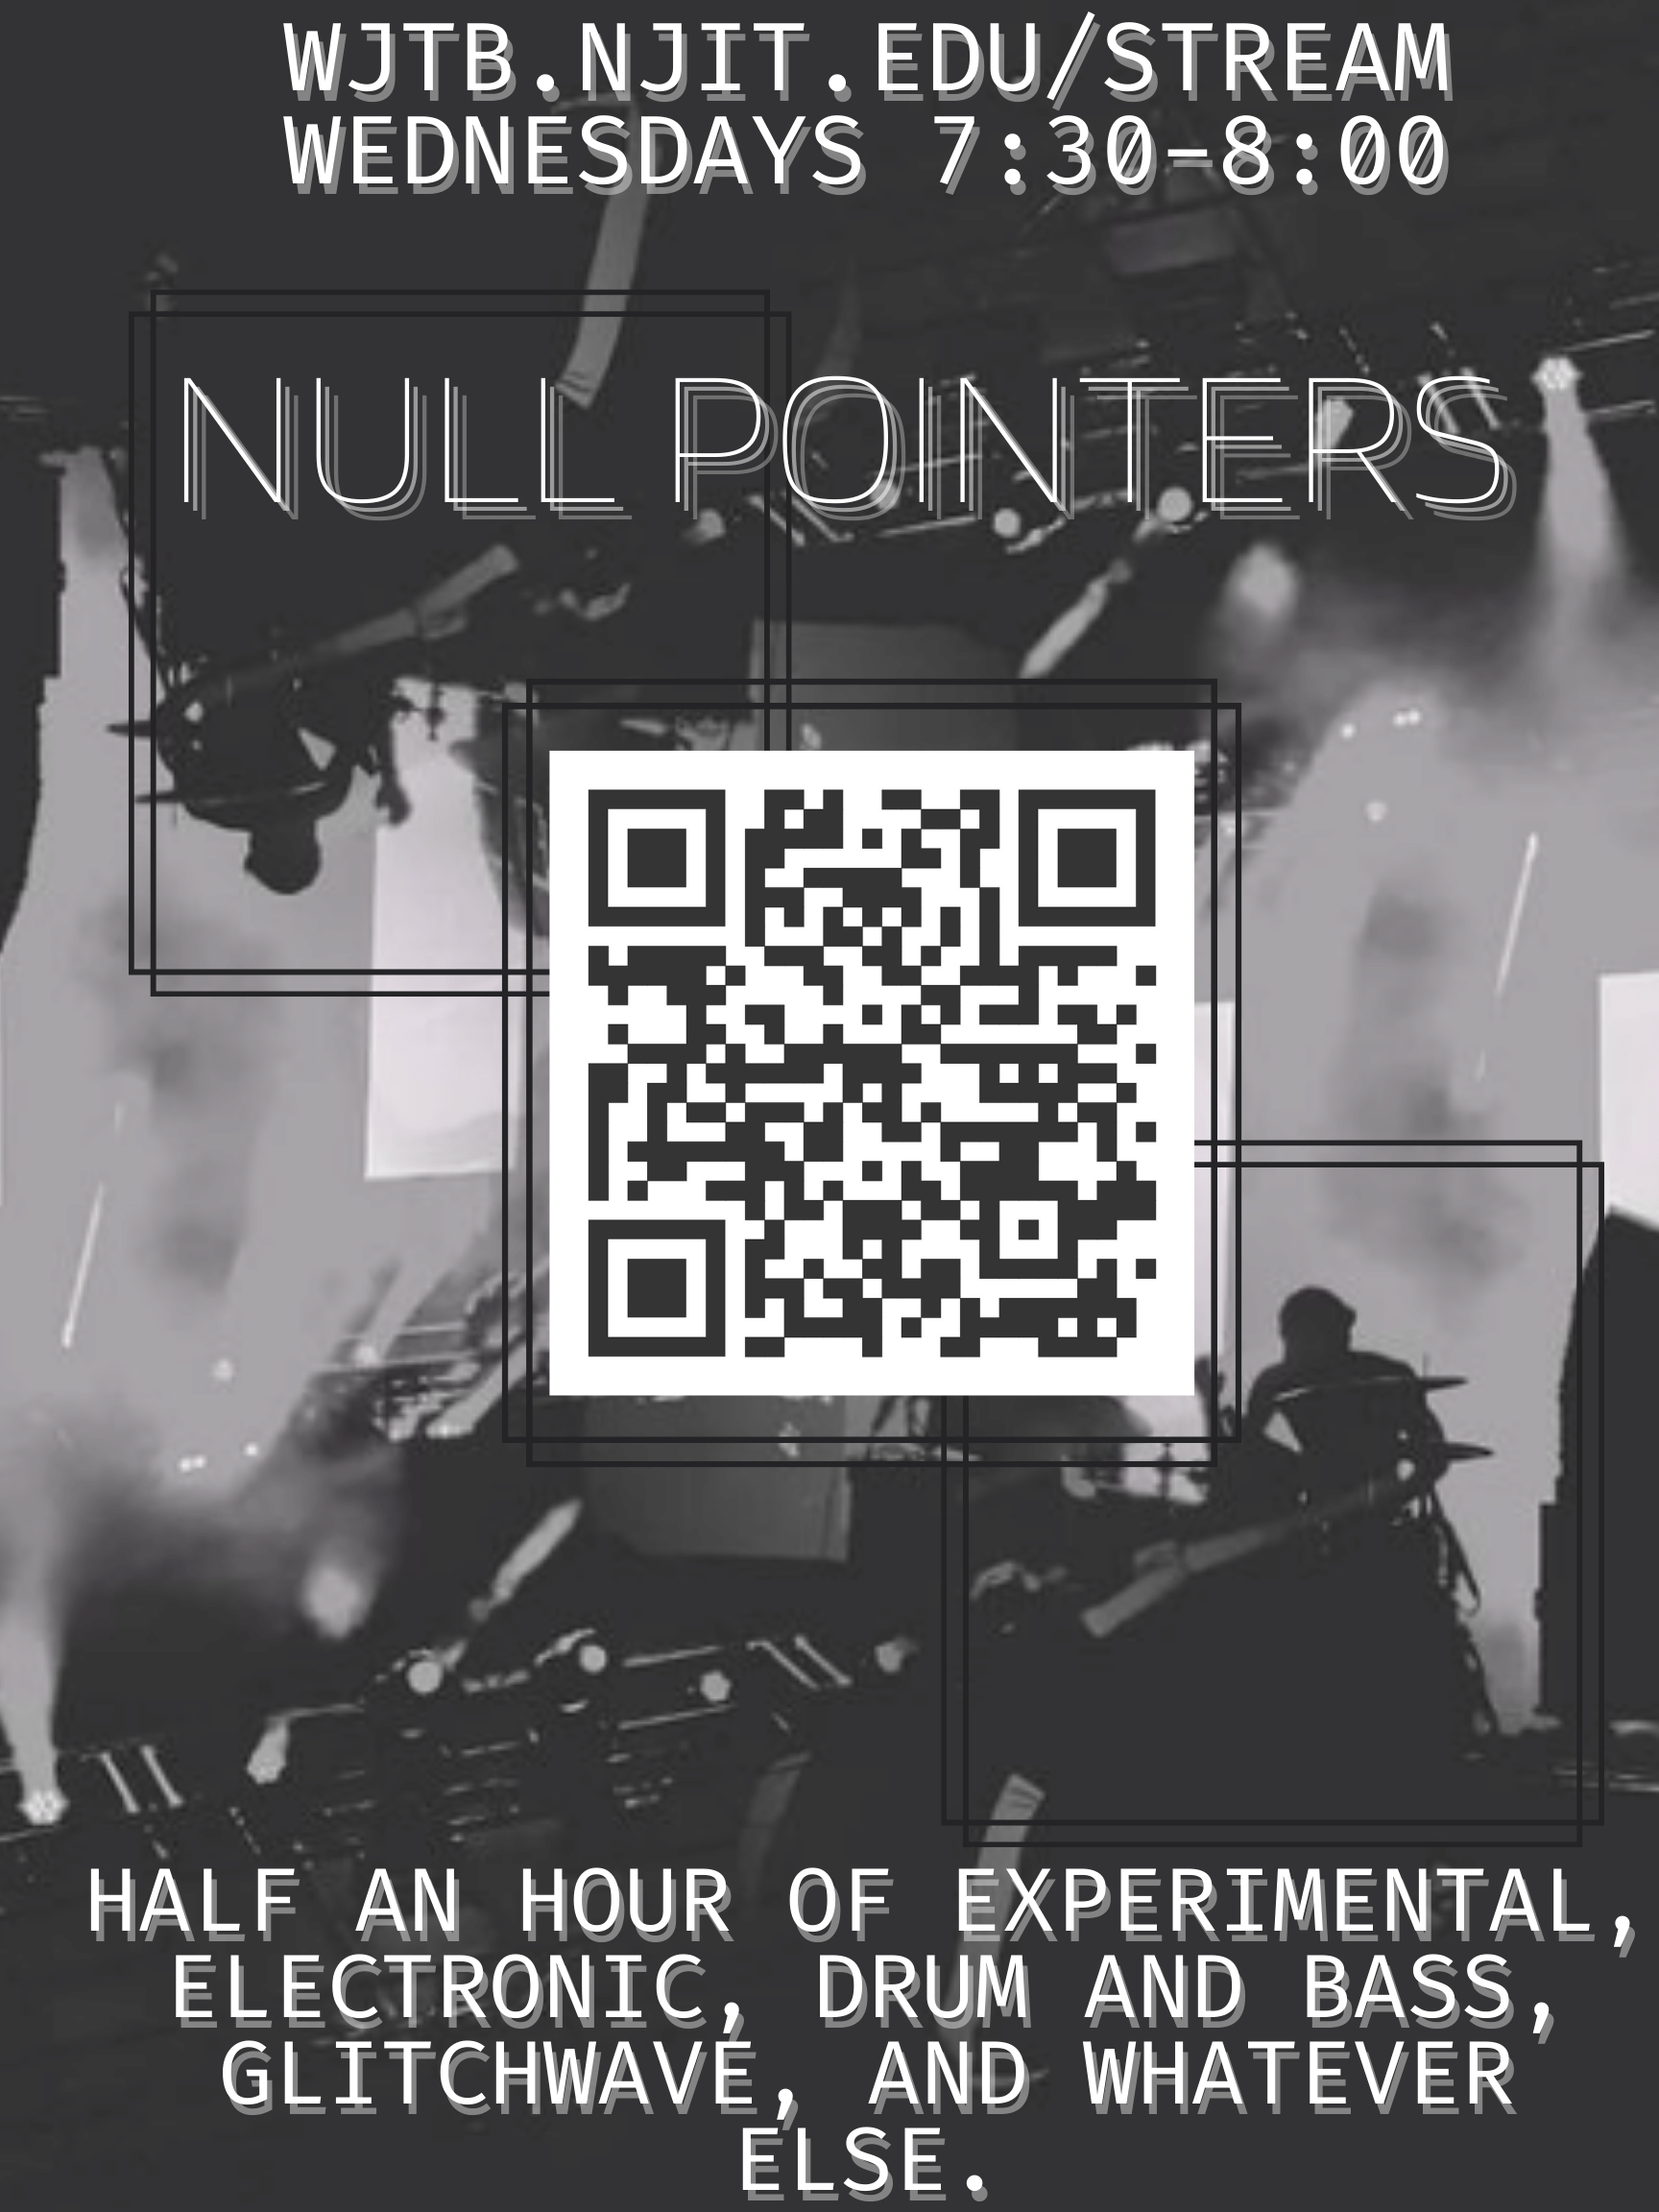 WJTB.NJIT.EDU/STREAM
WEDNESDAYS 7:30-8:00
NULL POINTERS
HALF AN HOUR OF EXPERIMENTAL,
ELECTRONIC, DRUM AND BASS,
GLITCHWAVE, AND WHATEVER
ELSE.